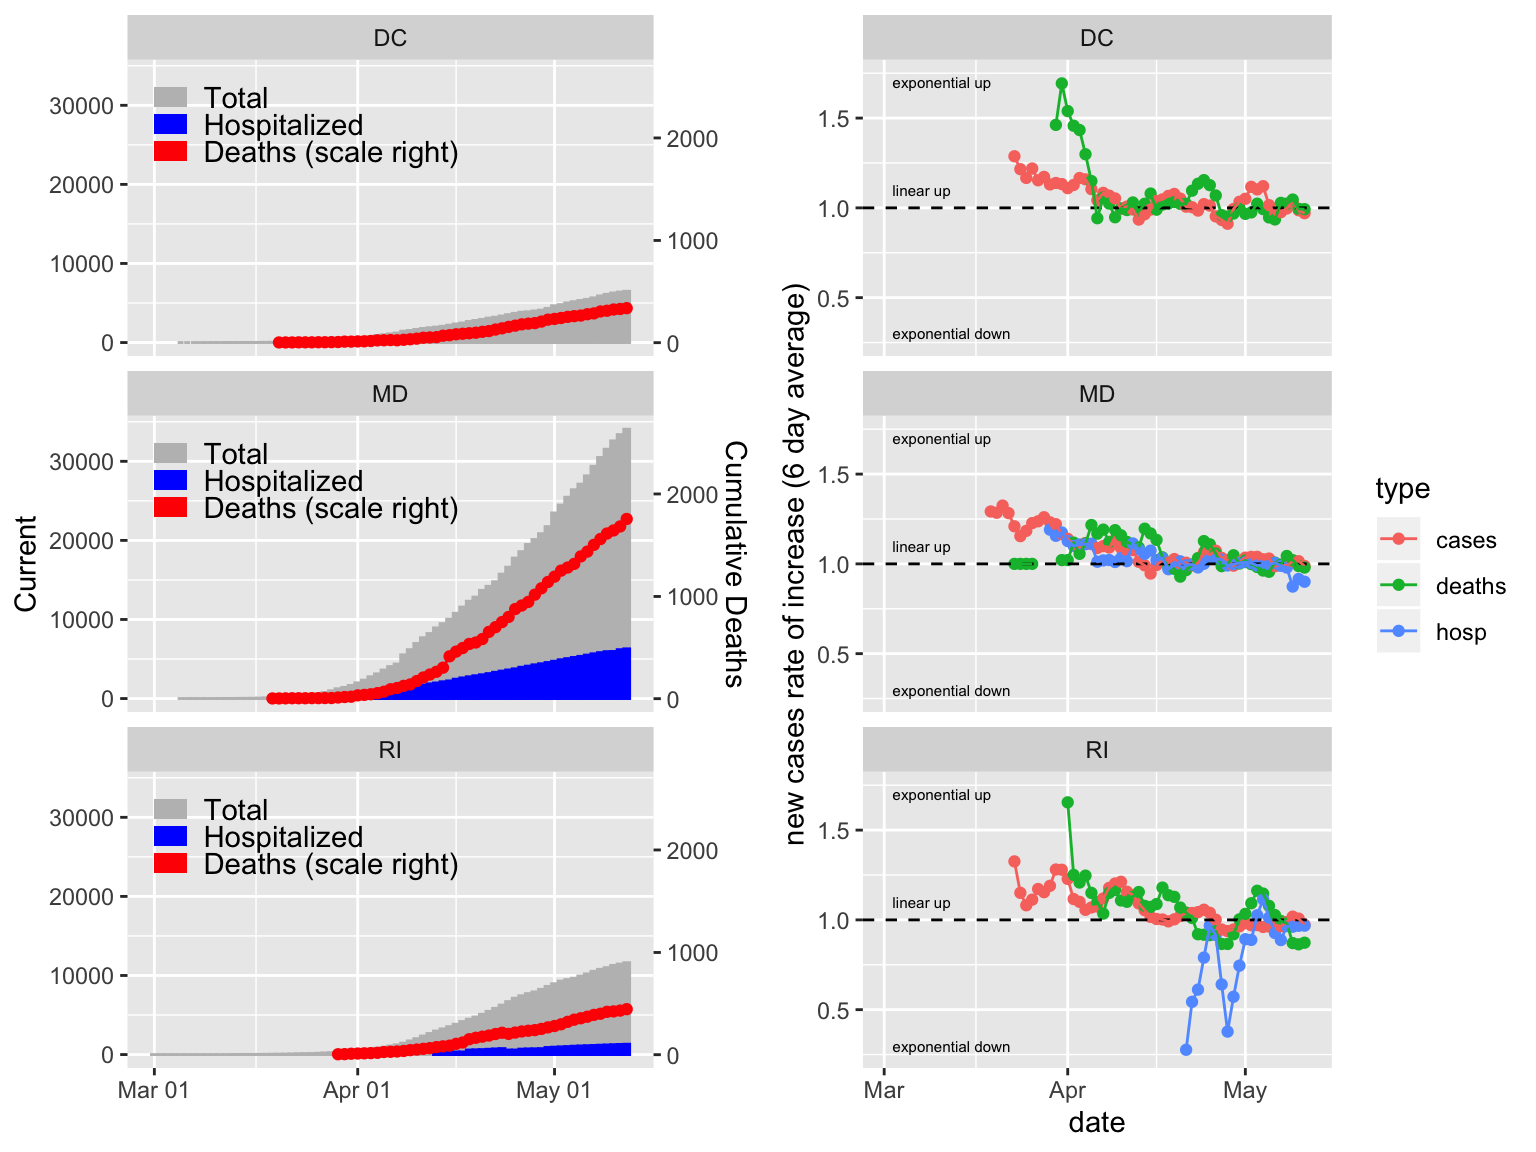 DC
30000
20000
10000
0
Total
Hospitalized
Deaths (scale right)
2000
1000
0
MD
30000
20000
10000
0
Total
Hospitalized
Deaths (scale right)
2000
1000
0
RI
30000
20000
10000
0
Total
Hospitalized
Deaths (scale right)
2000
1000
0
Mar 01
Apr 01
May 01
Current
Cumulative Deaths
DC
1.5
1.0
0.5
exponential up
linear up
exponential down
MD
1.5
1.0
0.5
exponential up
linear up
exponential down
RI
1.5
1.0
0.5
exponential up
linear up
exponential down
Mar
Apr
May
date
new cases rate of increase (6 day average)
type
cases
deaths
hosp